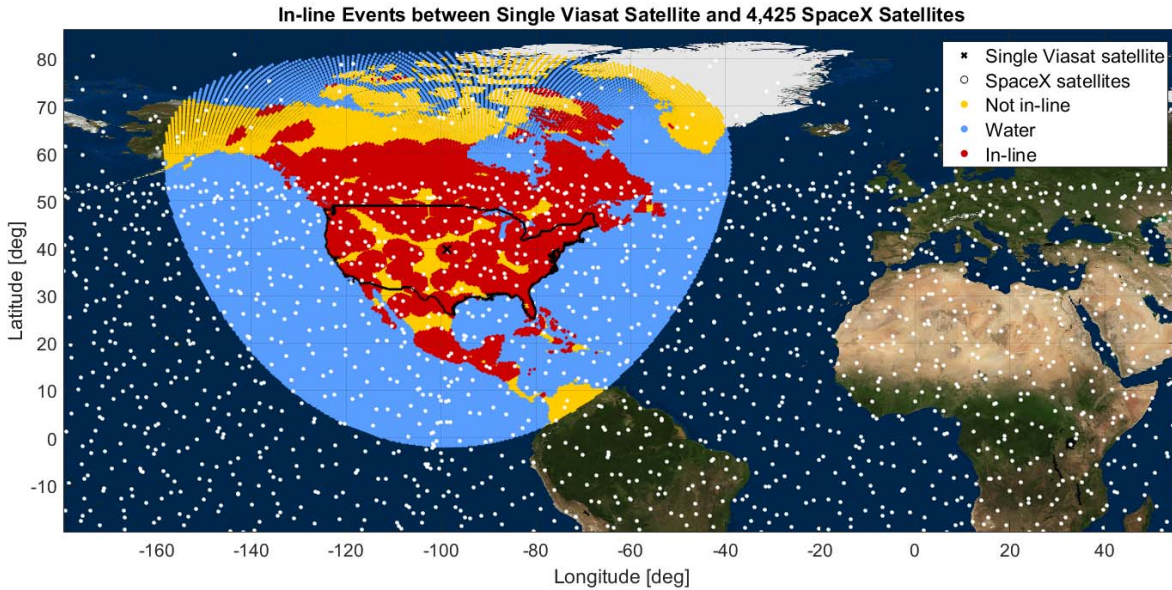 In-line Events between Single Viasat Satellite and 4,425 SpaceX Satellites
Single Viasat satellite
SpaceX satellites
Not in-line
Water
In-line
Latitude [deg]
80
70
60
50
40
30
20
10
0
-10
-160
-140
-120
-100
-80
-60
-40
-20
0
20
40
Longitude [deg]